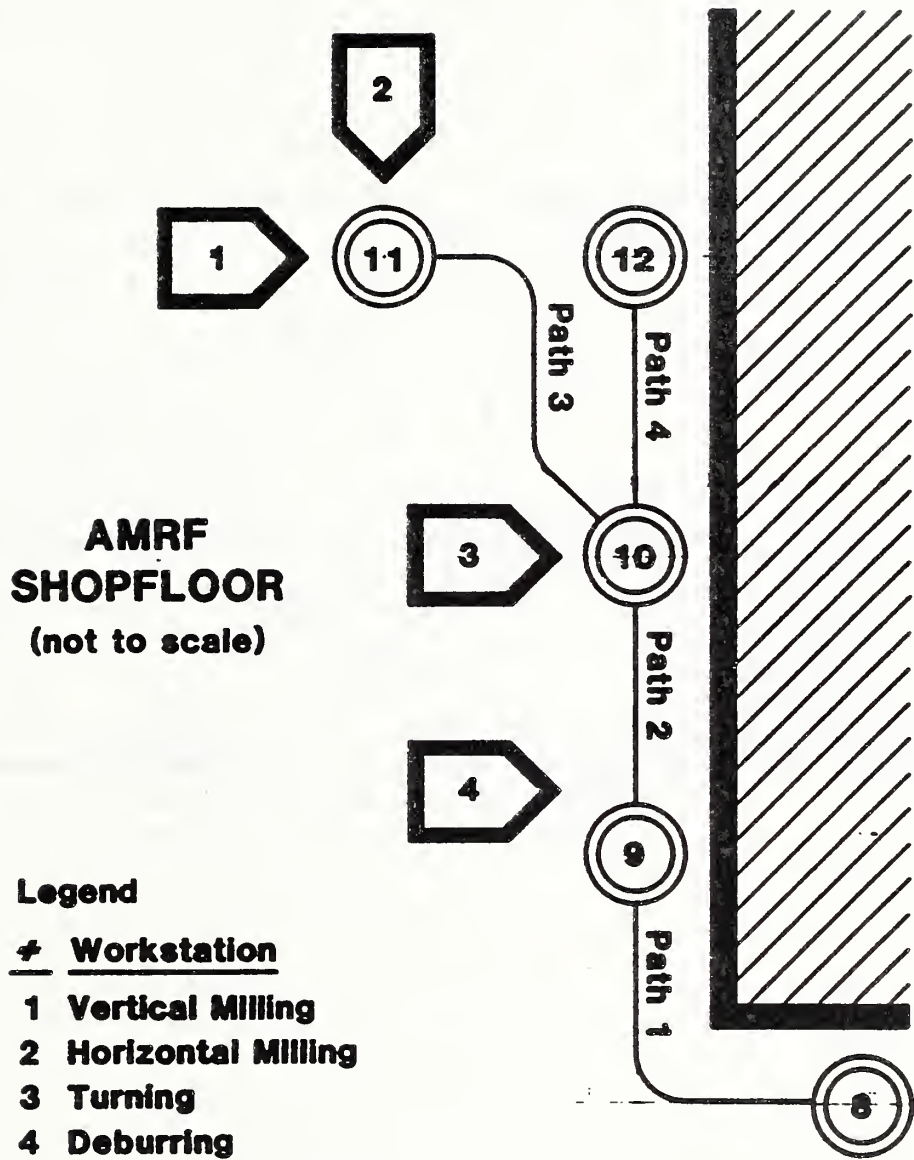 2
1
11
12
Path 3
Path 4
AMRF
SHOPFLOOR
(not to scale)
3
10
Path 2
4
9
Path 1
8
Legend
# Workstation
1 Vertical Milling
2 Horizontal Milling
3 Turning
4 Deburring